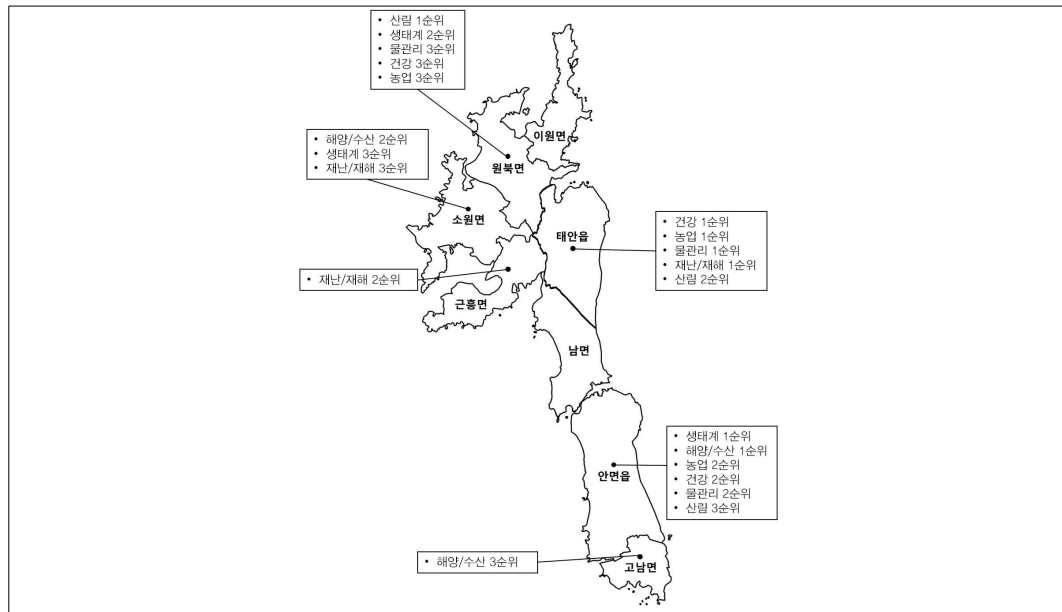 • 산림 1순위
• 생태계 2순위
• 물관리 3순위
• 건강 3순위
• 농업 3순위
이원면
원북면
• 해양/수산 2순위
• 생태계 3순위
• 재난/재해 3순위
소원면
태안읍
• 건강 1순위
• 농업 1순위
• 물관리 1순위
• 재난/재해 1순위
• 산림 2순위
• 재난/재해 2순위
근흥면
남면
• 생태계 1순위
• 해양/수산 1순위
• 농업 2순위
• 건강 2순위
• 물관리 2순위
• 산림 3순위
안면읍
• 해양/수산 3순위
고남면